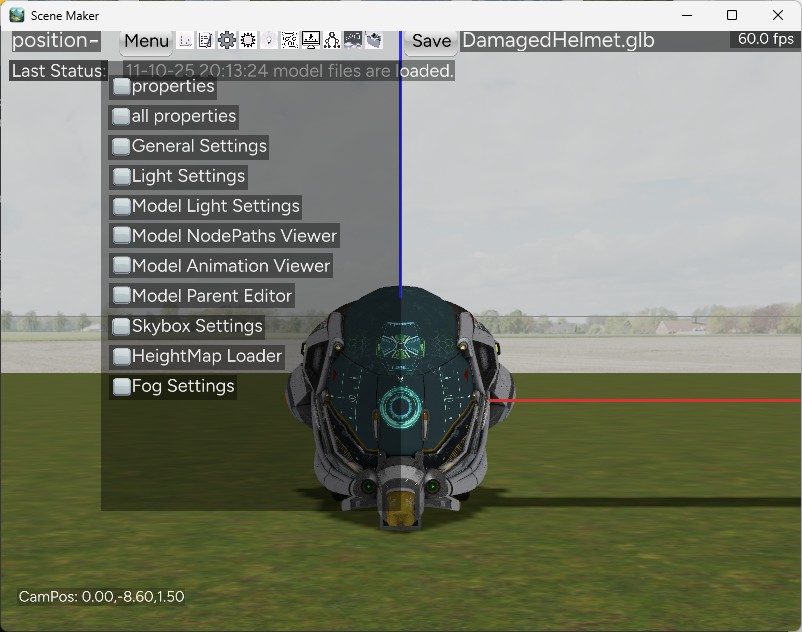 Scene Maker
position- Menu Save DamagedHelmet.glb 60.0 fps
Last Status: 11-10-25 20:13:24 model files are loaded.
properties
all properties
General Settings
Light Settings
Model Light Settings
Model NodePaths Viewer
Model Animation Viewer
Model Parent Editor
Skybox Settings
HeightMap Loader
Fog Settings
CamPos: 0.00,-8.60,1.50